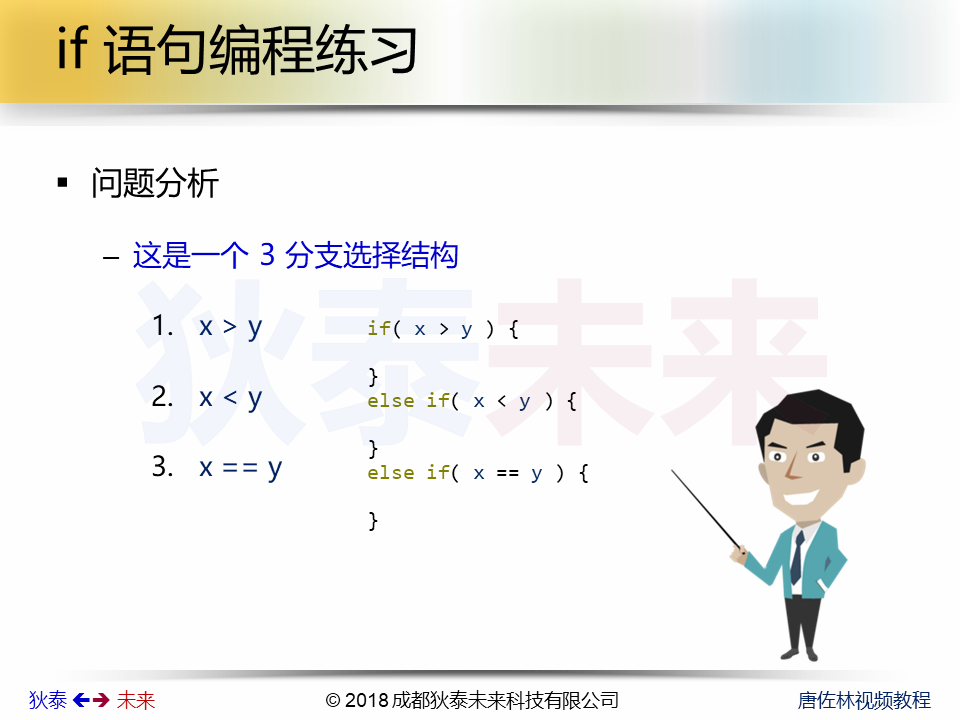 if 语句编程练习
▪ 问题分析
– 这是一个 3 分支选择结构
1. x > y
2. x < y
3. x == y
if( x > y ) {
}
else if( x < y ) {
}
else if( x == y ) {
}
狄泰未来
狄泰 未来
© 2018 成都狄泰未来科技有限公司
唐佐林视频教程